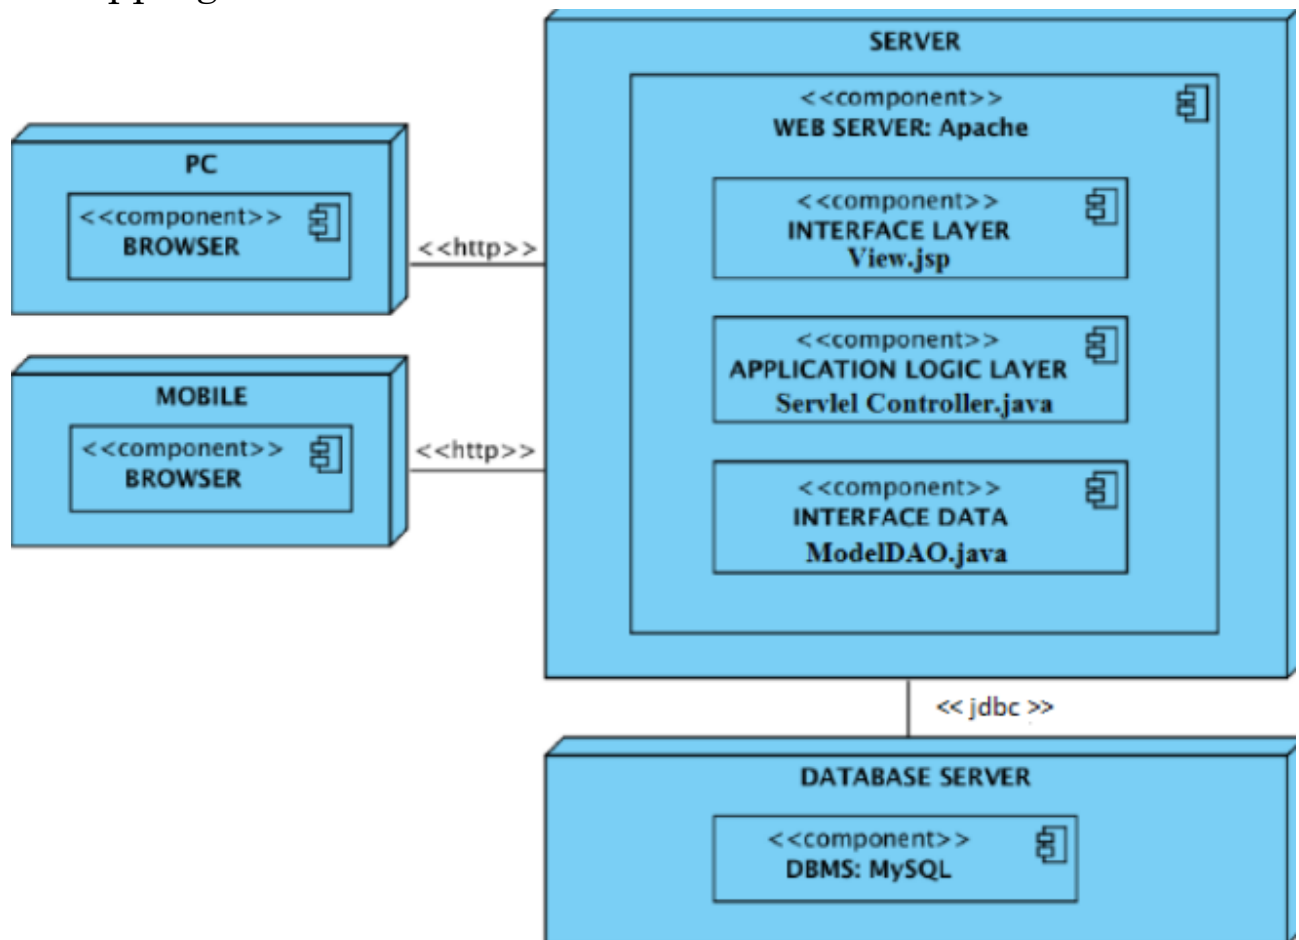 SERVER
<<component>>
WEB SERVER: Apache
PC
<<component>>
BROWSER
<<http>>
<<component>>
INTERFACE LAYER
View.jsp
MOBILE
<<component>>
BROWSER
<<http>>
<<component>>
APPLICATION LOGIC LAYER
Servlel Controller.java
<<component>>
INTERFACE DATA
ModelDAO.java
<< jdbc >>
DATABASE SERVER
<<component>>
DBMS: MySQL